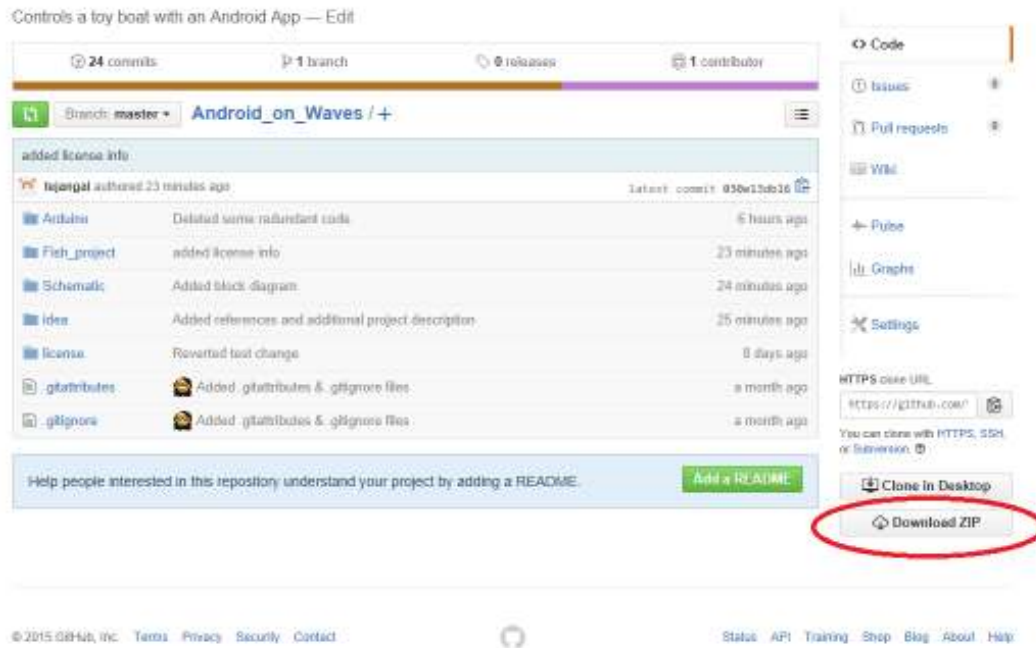 Controls a toy boat with an Android App — Edit
24 commits
1 branch
0 releases
1 contributor
Branch: master
Android_on_Waves / +
added license info
authored 23 minutes ago
latest commit
Arduino
Deleted some redundant code
6 hours ago
Fish_project
added license info
23 minutes ago
Schematic
Added block diagram
24 minutes ago
idea
Added references and additional project description
25 minutes ago
license
Reverted test change
8 days ago
.gitattributes
Added .gitattributes & .gitignore files
a month ago
.gitignore
Added .gitattributes & .gitignore files
a month ago
Help people interested in this repository understand your project by adding a README.
Add a README
<> Code
Issues 0
Pull requests 0
Wiki
Pulse
Graphs
Settings
HTTPS clone URL
https://github.com/
You can clone with HTTPS, SSH,
or Subversion.
Clone in Desktop
Download ZIP
© 2015 GitHub, Inc. Terms Privacy Security Contact
Status API Training Shop Blog About Help